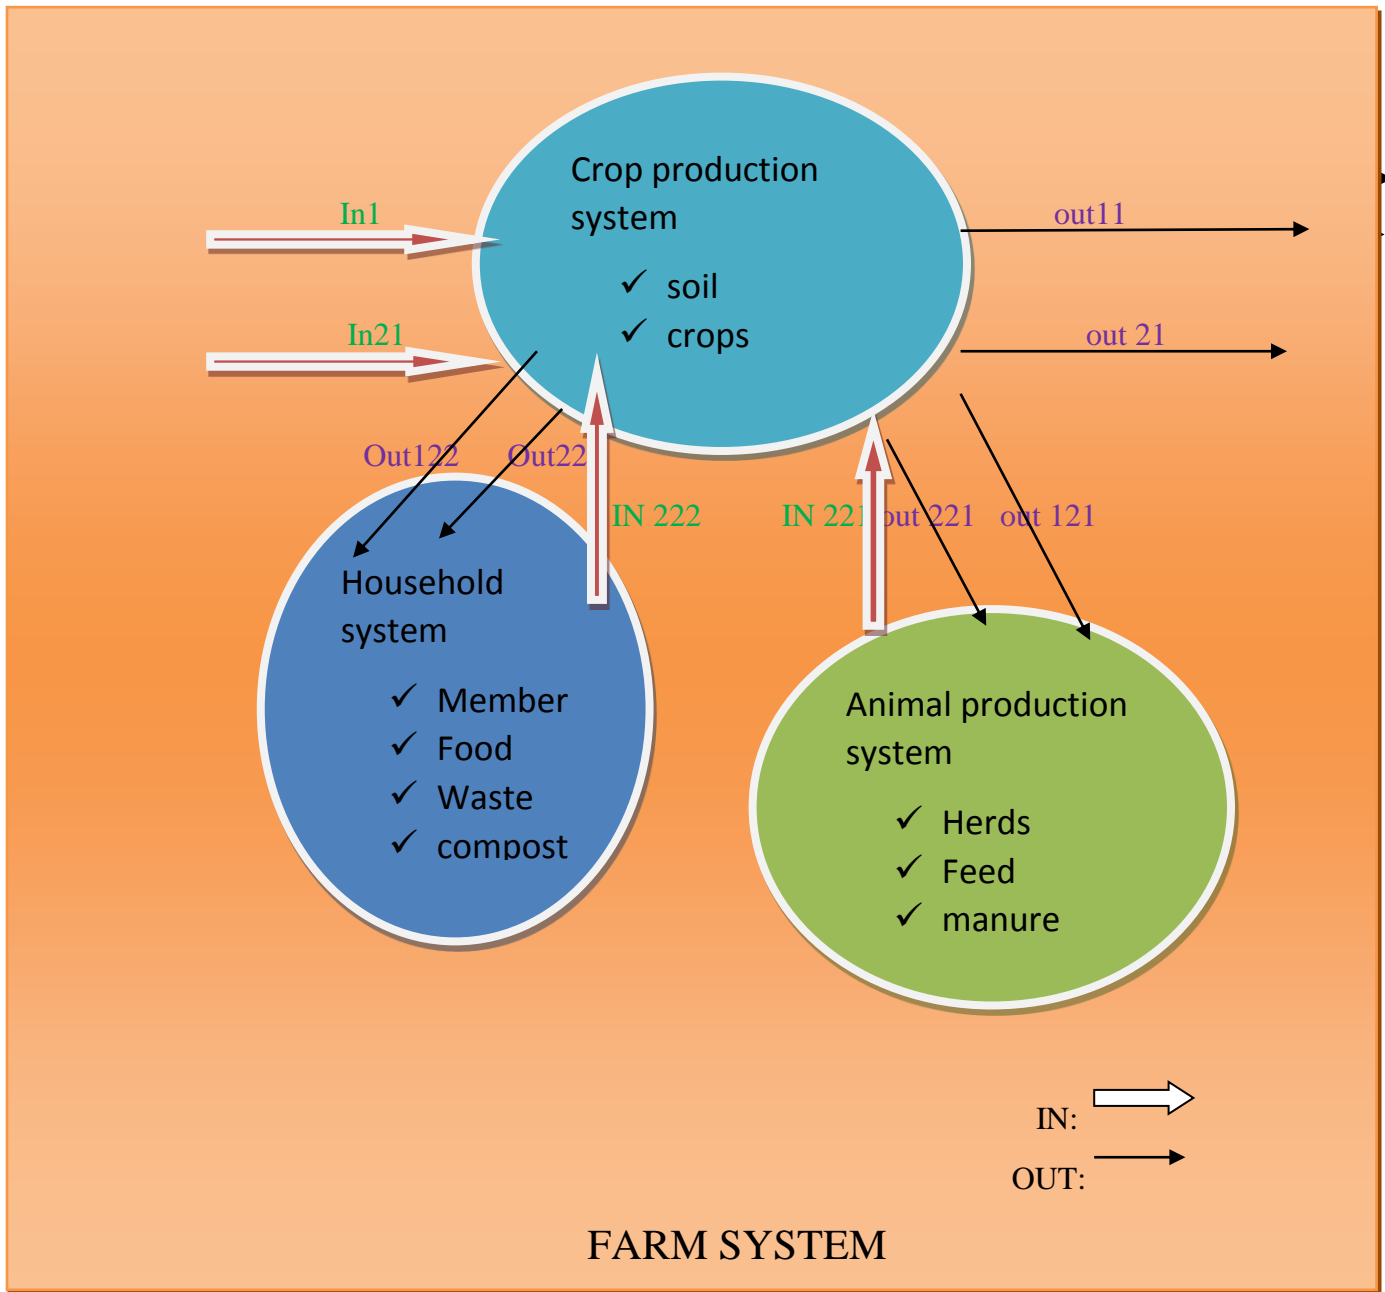 Crop production
system
✓ soil
✓ crops
In1
In21
out11
out 21
Out122
Out22
IN 222
IN 221
out 221
out 121
Household
system
✓ Member
✓ Food
✓ Waste
✓ compost
Animal production
system
✓ Herds
✓ Feed
✓ manure
IN:
OUT:
FARM SYSTEM